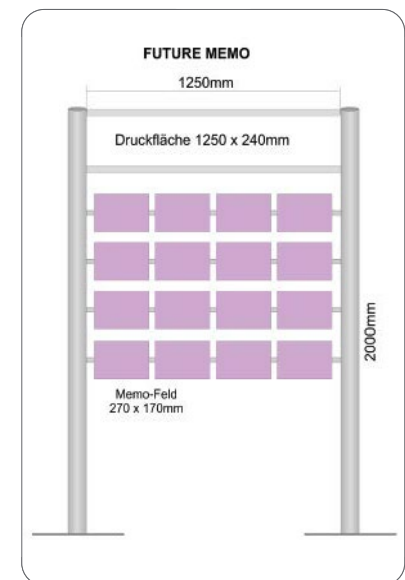 FUTURE MEMO
1250mm
Druckfläche 1250 x 240mm
2000mm
Memo-Feld
270 x 170mm